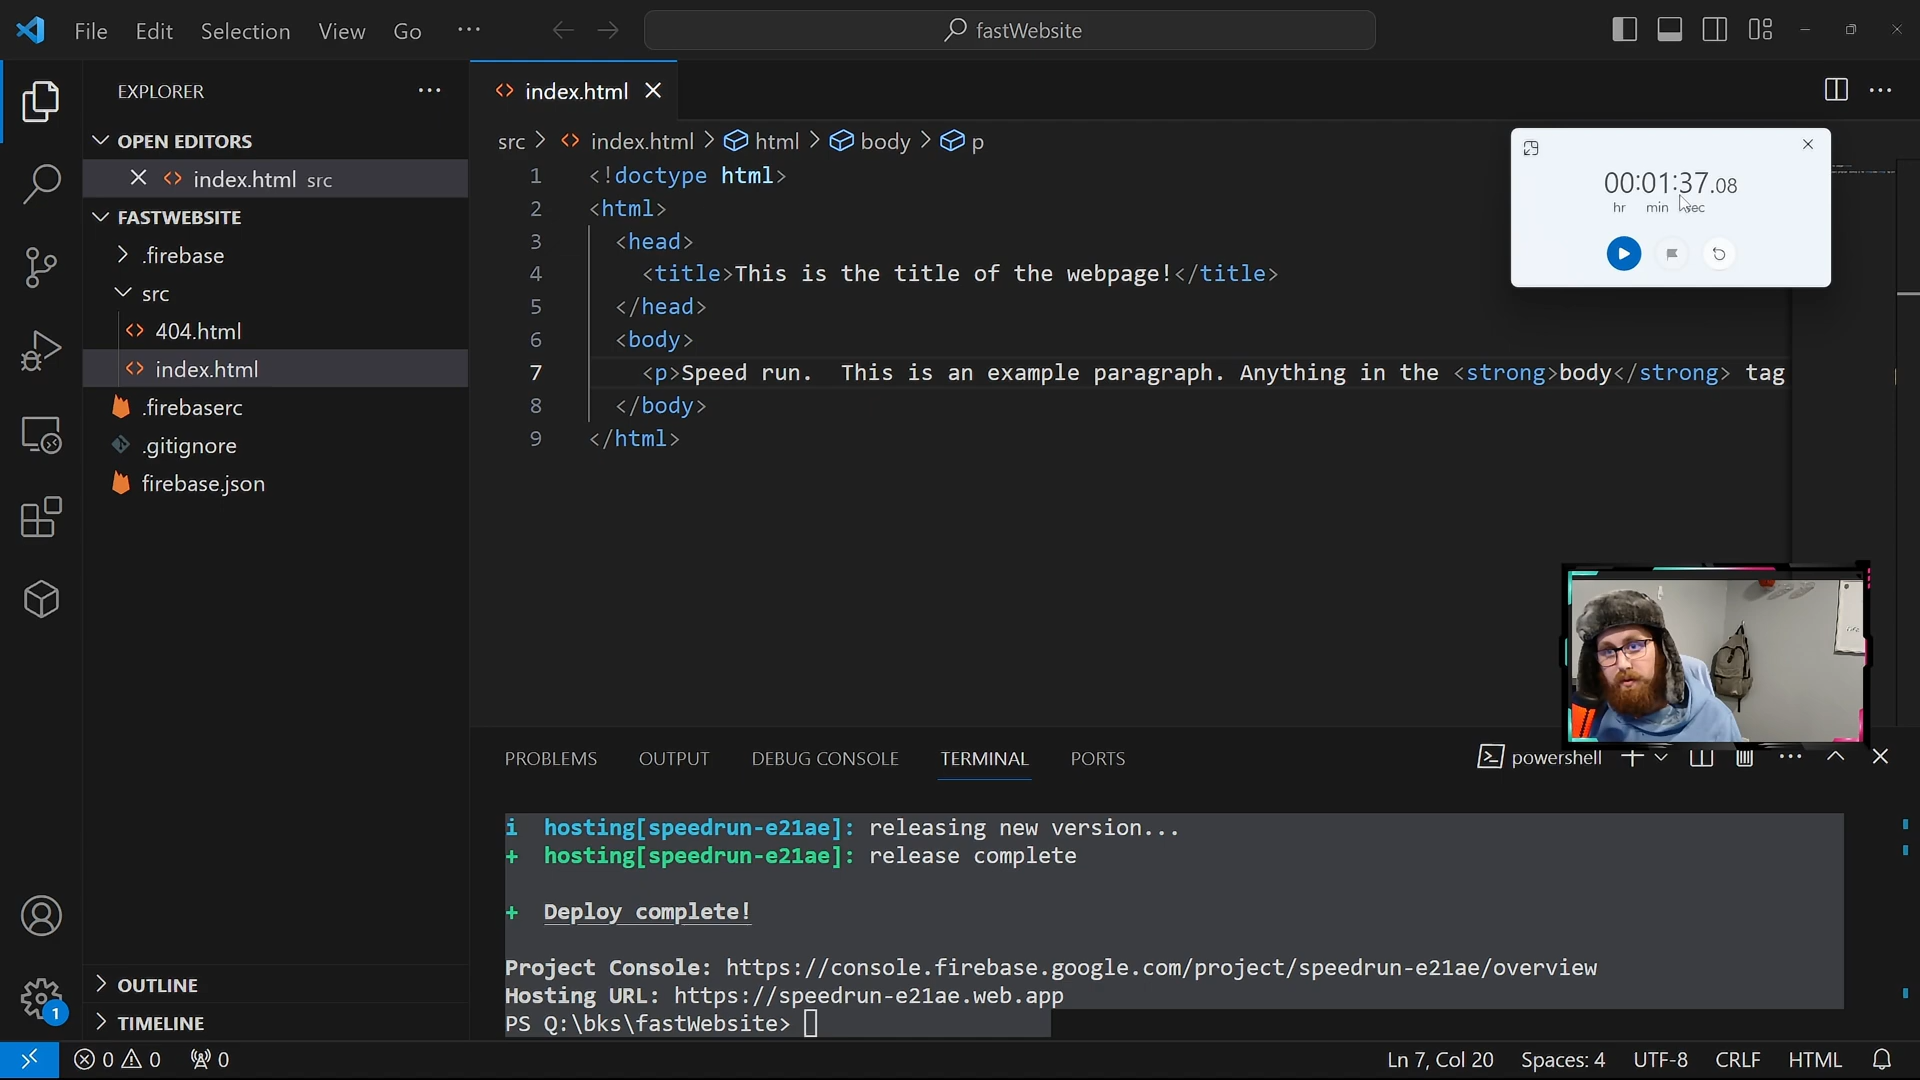 File Edit Selection View Go ··· fastWebsite
EXPLORER ···
OPEN EDITORS
index.html src
FASTWEBSITE
.firebase
src
404.html
index.html
.firebaserc
.gitignore
firebase.json
OUTLINE
TIMELINE
index.html
src > index.html > html > body > p
1 <!doctype html>
2 <html>
3 <head>
4 <title>This is the title of the webpage!</title>
5 </head>
6 <body>
7 <p>Speed run.  This is an example paragraph. Anything in the <strong>body</strong> tag
8 </body>
9 </html>
00:01:37.08
hr min sec
PROBLEMS OUTPUT DEBUG CONSOLE TERMINAL PORTS powershell
i hosting[speedrun-e21ae]: releasing new version...
+ hosting[speedrun-e21ae]: release complete
+ Deploy complete!
Project Console: https://console.firebase.google.com/project/speedrun-e21ae/overview
Hosting URL: https://speedrun-e21ae.web.app
PS Q:\bks\fastWebsite>
1
0 0 0 Ln 7, Col 20 Spaces: 4 UTF-8 CRLF HTML